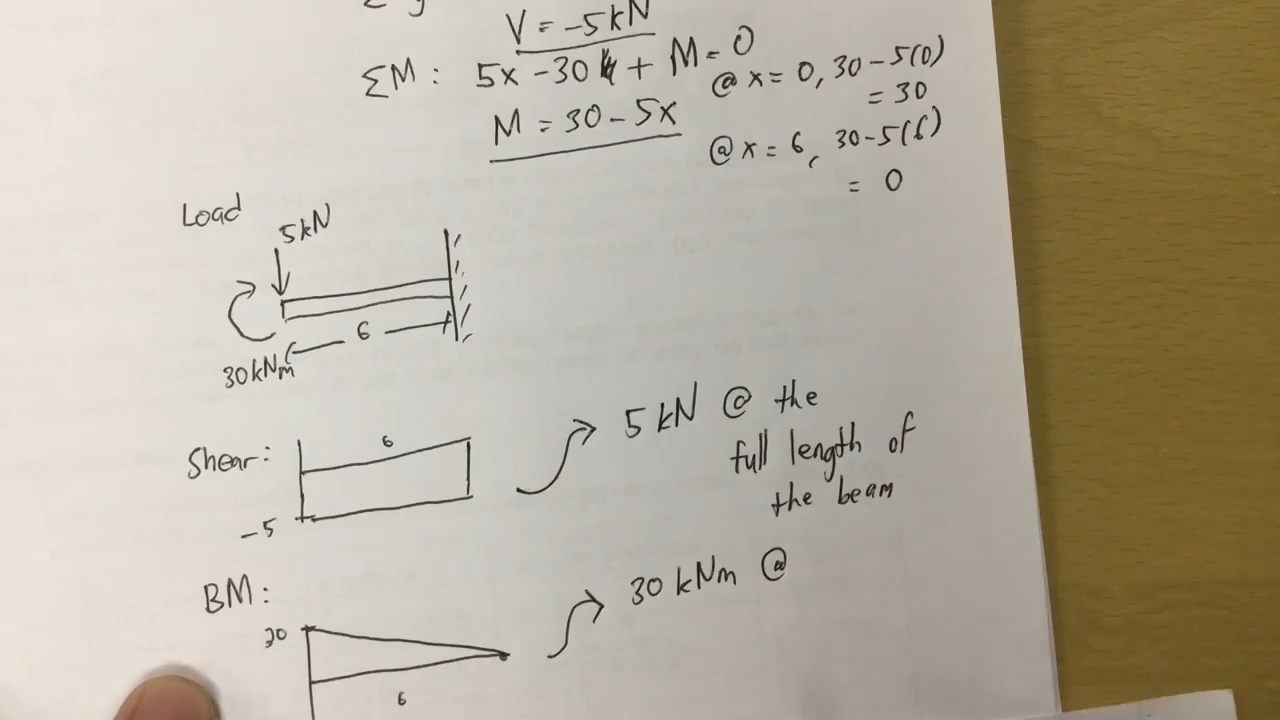 V = -5kN
ΣM: 5x - 30 + M = 0
@ x = 0, 30 - 5(0)
= 30
M = 30 - 5x
@ x = 6, 30 - 5(6)
= 0
Load
5kN
6
30kNm
Shear:
6
-5
5 kN @ the
full length of
the beam
BM:
30 kNm @
30
6